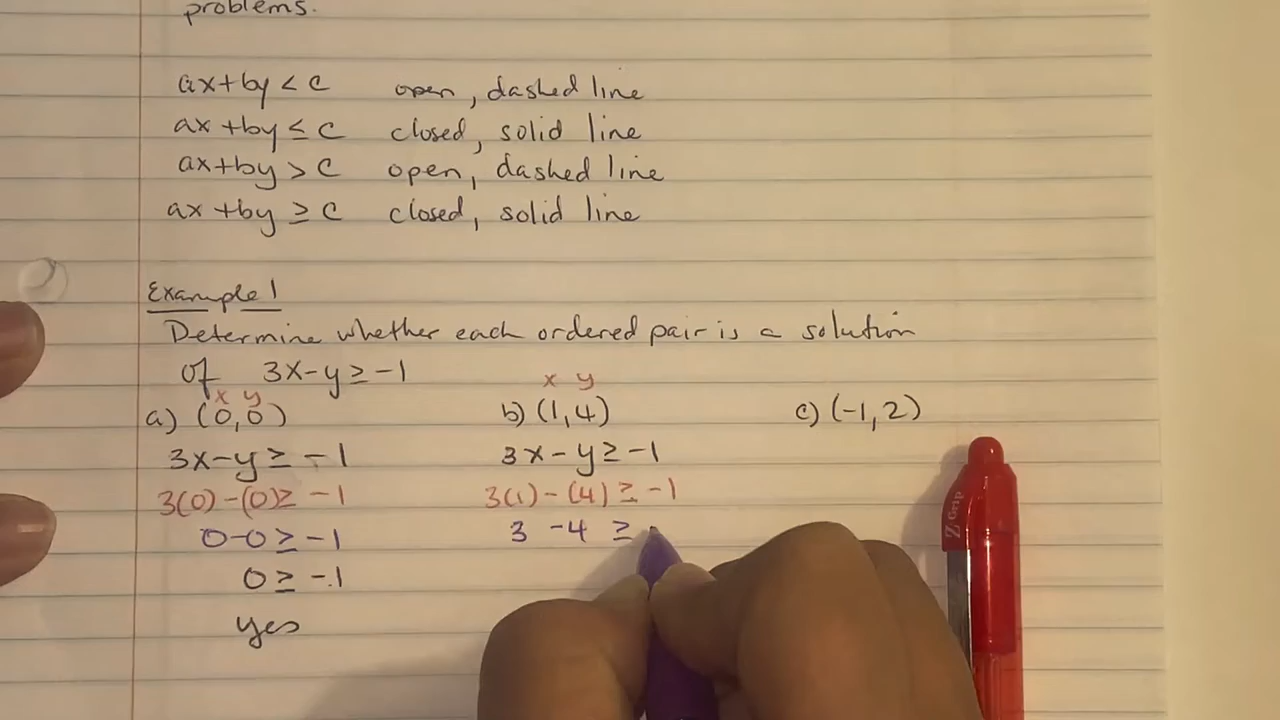 problems.
ax+by < c open, dashed line
ax+by ≤ c closed, solid line
ax+by > c open, dashed line
ax+by ≥ c closed, solid line
Example 1
Determine whether each ordered pair is a solution
of 3x-y ≥ -1
x y
a) (0,0)
3x-y ≥ -1
3(0)-(0) ≥ -1
0-0 ≥ -1
0 ≥ -1
yes
x y
b) (1,4)
3x-y ≥ -1
3(1)-(4) ≥ -1
3 -4 ≥
c) (-1,2)
Z Grip